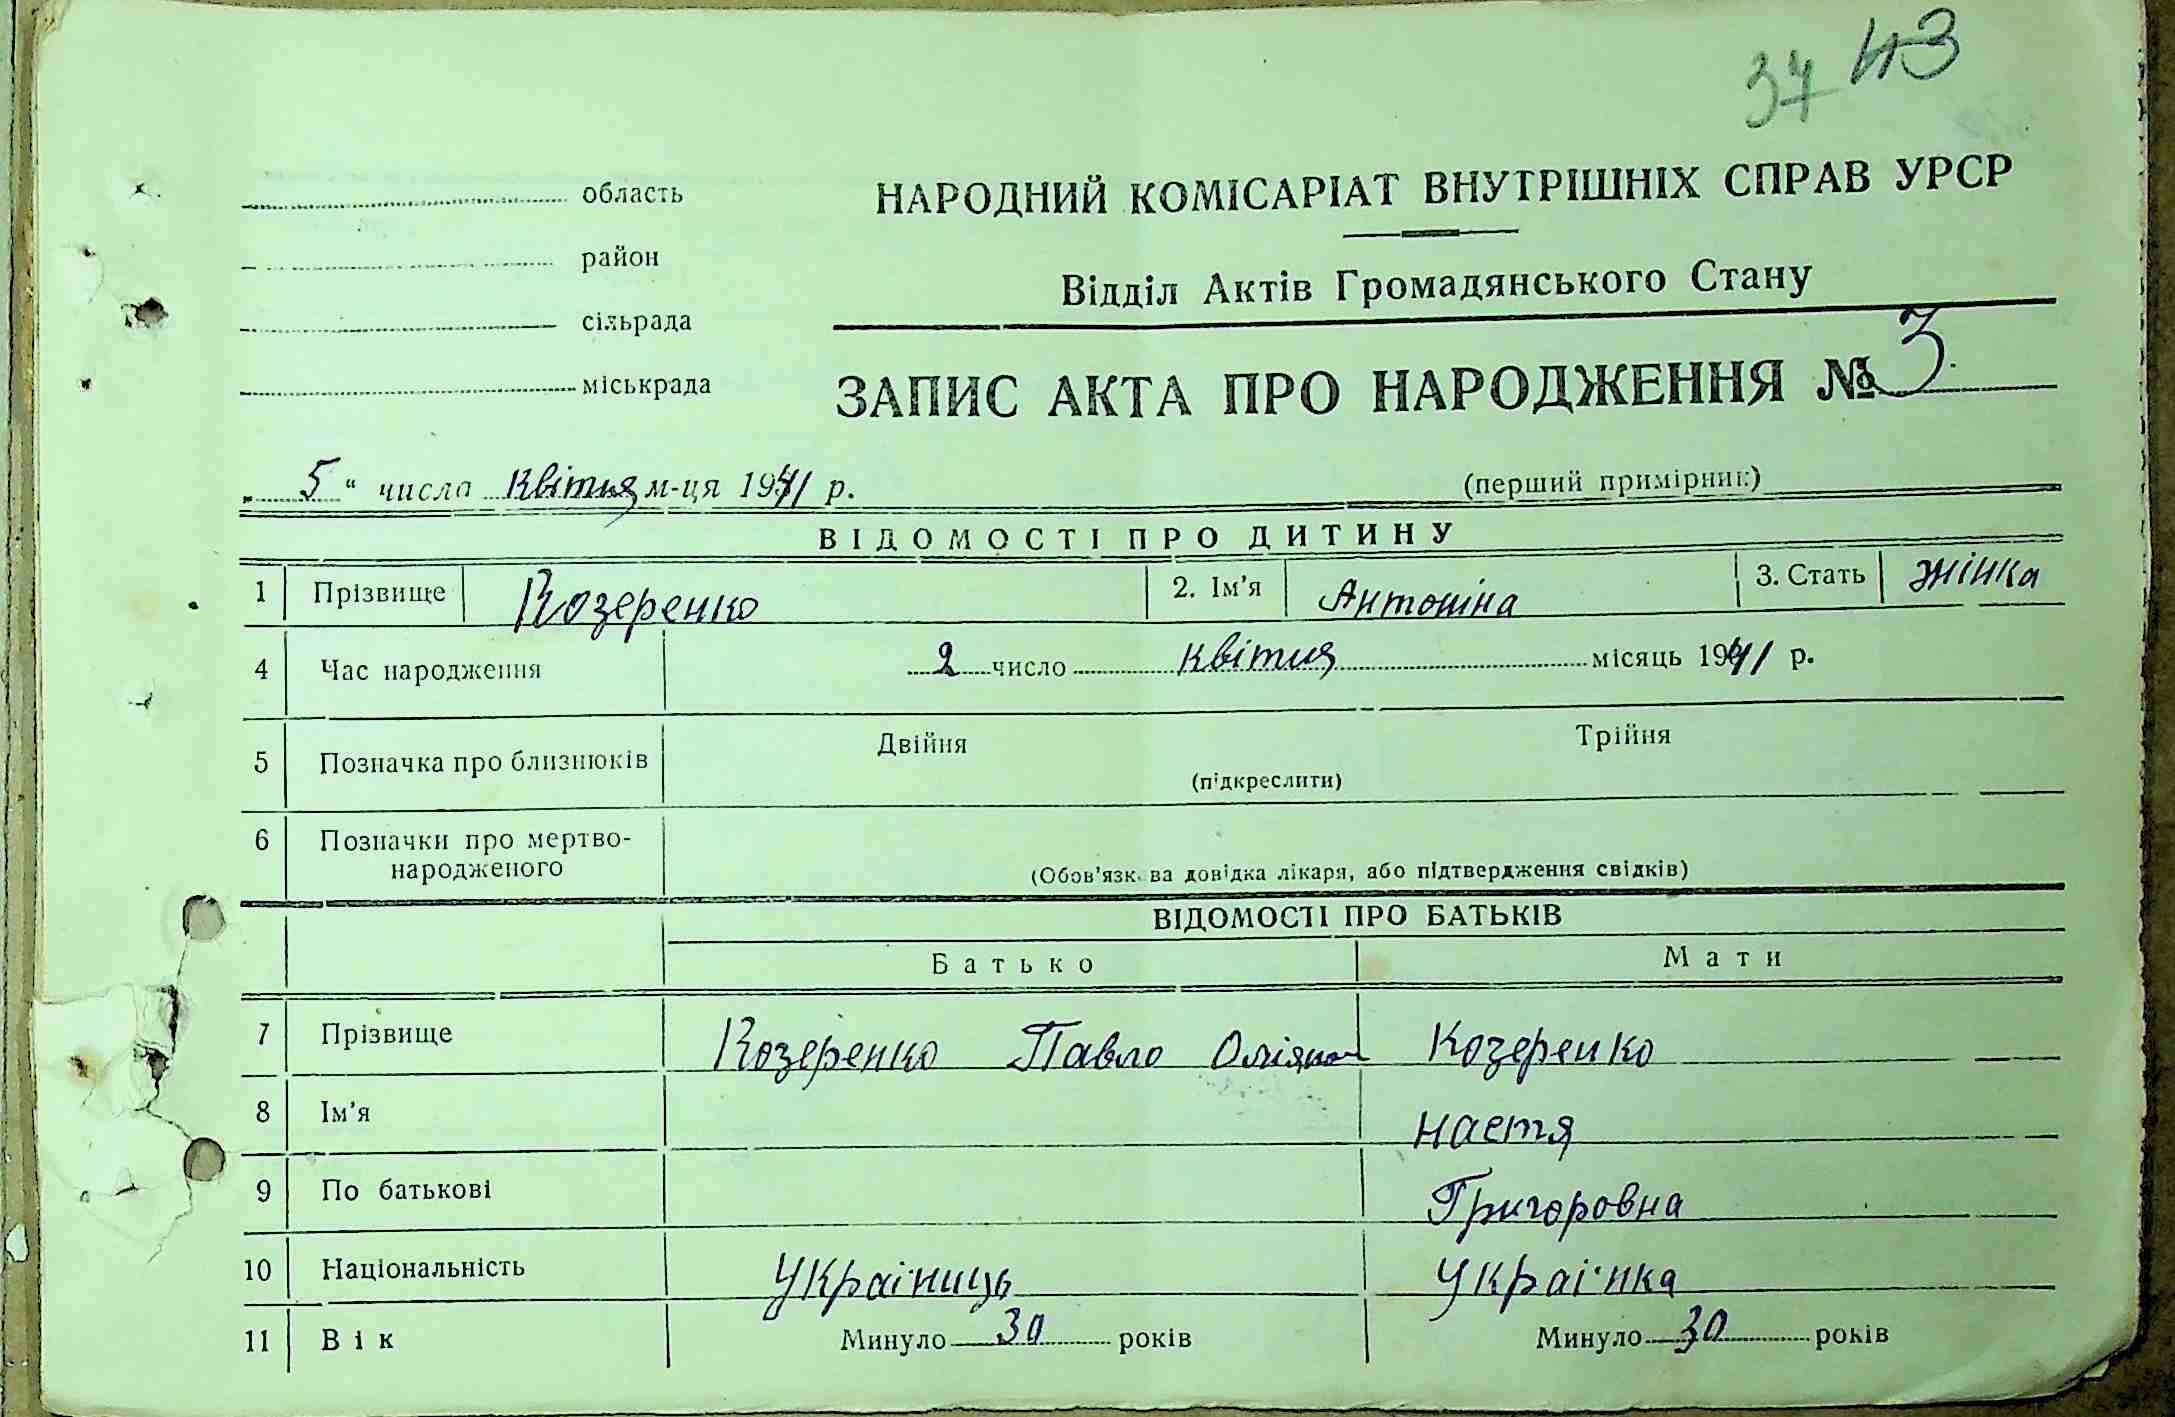 37 43
область
район
сільрада
міськрада
НАРОДНИЙ КОМІСАРІАТ ВНУТРІШНІХ СПРАВ УРСР
Відділ Актів Громадянського Стану
ЗАПИС АКТА ПРО НАРОДЖЕННЯ № 3
„ 5 “ числа квітня м-ця 1941 р.
(перший примірник)
ВІДОМОСТІ ПРО ДИТИНУ
1 Прізвище Козеренко 2. Ім'я Антоніна 3. Стать жінка
4 Час народження 2 число квітня місяць 1941 р.
5 Позначка про близнюків Двійня Трійня
(підкреслити)
6 Позначки про мертво-
народженого
(Обов'язкова довідка лікаря, або підтвердження свідків)
ВІДОМОСТІ ПРО БАТЬКІВ
Батько Мати
7 Прізвище Козеренко Павло Козеренко
8 Ім'я Настя
9 По батькові Григоровна
10 Національність Україниць Українка
11 Вік Минуло 30 років Минуло 30 років